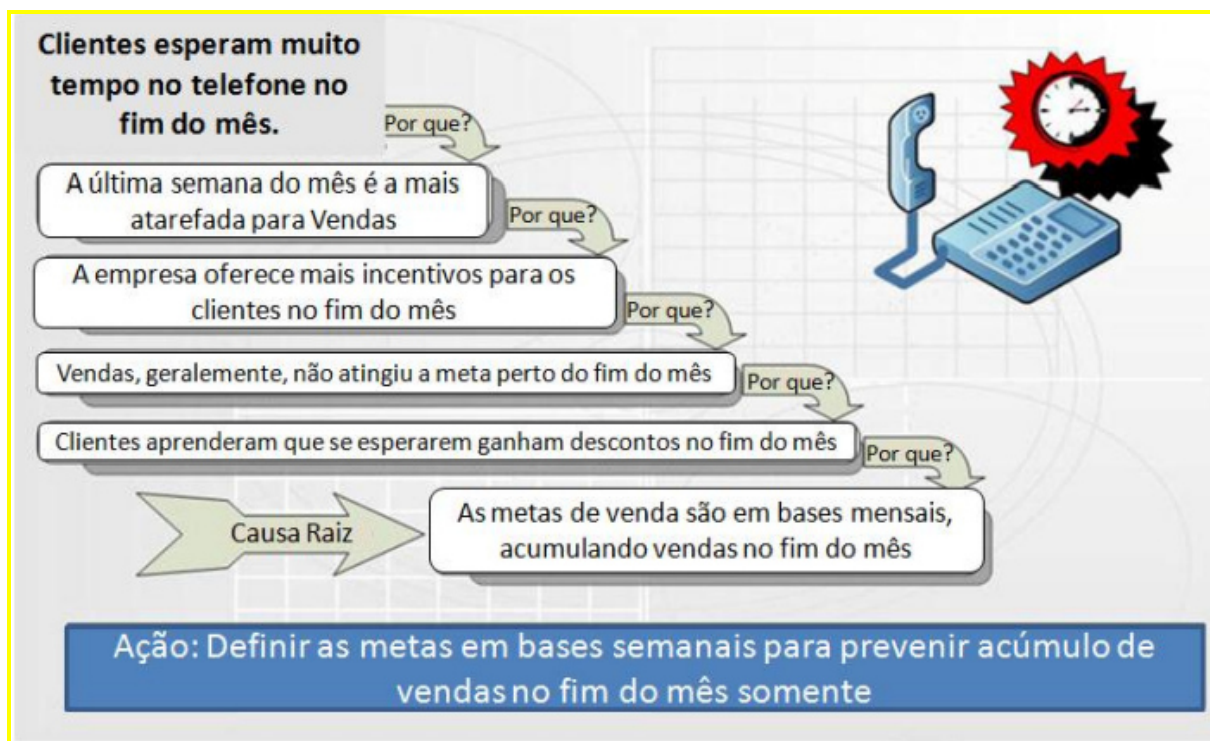 Clientes esperam muito
tempo no telefone no
fim do mês.
Por que?
A última semana do mês é a mais
atarefada para Vendas
Por que?
A empresa oferece mais incentivos para os
clientes no fim do mês
Por que?
Vendas, geralemente, não atingiu a meta perto do fim do mês
Por que?
Clientes aprenderam que se esperarem ganham descontos no fim do mês
Por que?
Causa Raiz
As metas de venda são em bases mensais,
acumulando vendas no fim do mês
Ação: Definir as metas em bases semanais para prevenir acúmulo de
vendas no fim do mês somente